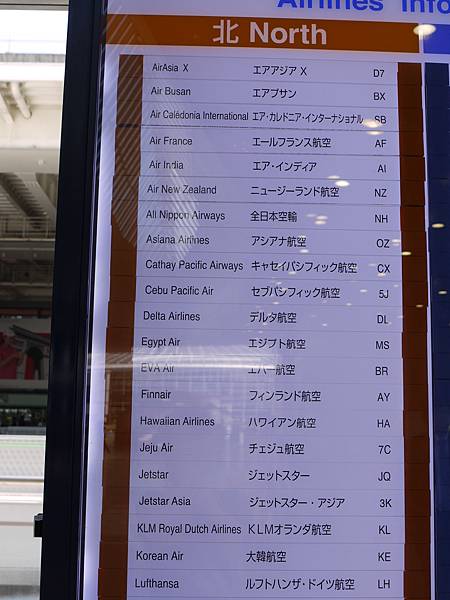 Airlines Info
北 North
AirAsia X エアアジア X D7
Air Busan エアプサン BX
Air Calédonia International エア・カルドニア・インターナショナル SB
Air France エールフランス航空 AF
Air India エア・インディア AI
Air New Zealand ニュージーランド航空 NZ
All Nippon Airways 全日本空輸 NH
Asiana Airlines アシアナ航空 OZ
Cathay Pacific Airways キャセイパシフィック航空 CX
Cebu Pacific Air セブパシフィック航空 5J
Delta Airlines デルタ航空 DL
Egypt Air エジプト航空 MS
EVA Air エバー航空 BR
Finnair フィンランド航空 AY
Hawaiian Airlines ハワイアン航空 HA
Jeju Air チェジュ航空 7C
Jetstar ジェットスター JQ
Jetstar Asia ジェットスター・アジア 3K
KLM Royal Dutch Airlines KLMオランダ航空 KL
Korean Air 大韓航空 KE
Lufthansa ルフトハンザ・ドイツ航空 LH